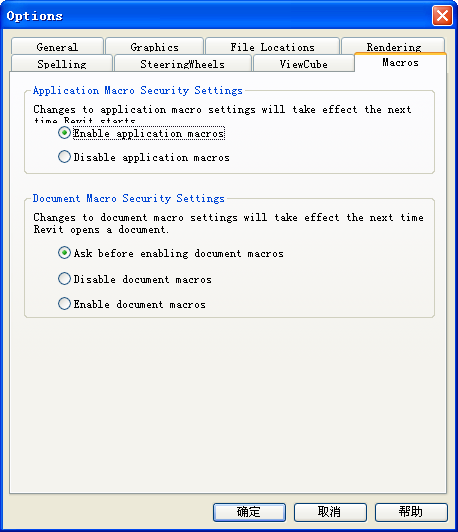 Options
General
Graphics
File Locations
Rendering
Spelling
SteeringWheels
ViewCube
Macros
Application Macro Security Settings
Changes to application macro settings will take effect the next
time Revit starts
Enable application macros
Disable application macros
Document Macro Security Settings
Changes to document macro settings will take effect the next time
Revit opens a document.
Ask before enabling document macros
Disable document macros
Enable document macros
确定
取消
帮助